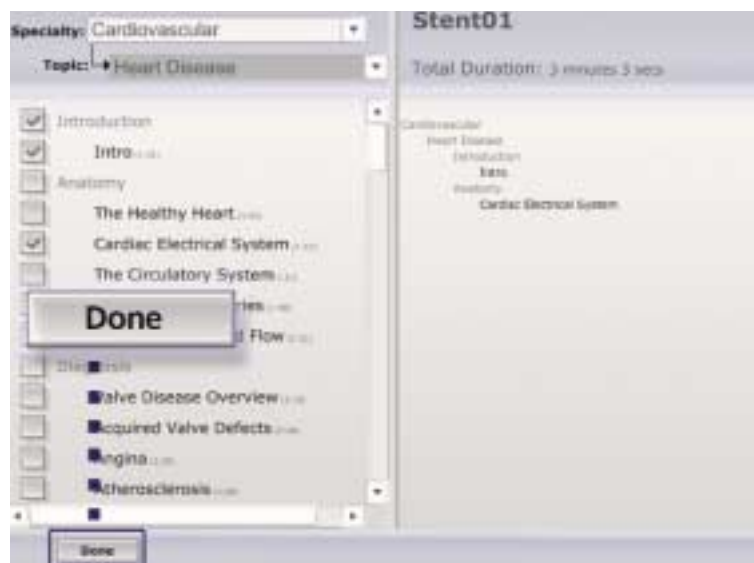 Specialty: Cardiovascular
Topic: Heart Disease
Introduction
Intro
Anatomy
The Healthy Heart
Cardiac Electrical System
The Circulatory System
ries
Done
d Flow
Valve Disease Overview
Acquired Valve Defects
Angina
Atherosclerosis
Done
Stent01
Total Duration: 3 minutes 3 secs
Cardiovascular
Heart Disease
Introduction
Intro
Anatomy
Cardiac Electrical System